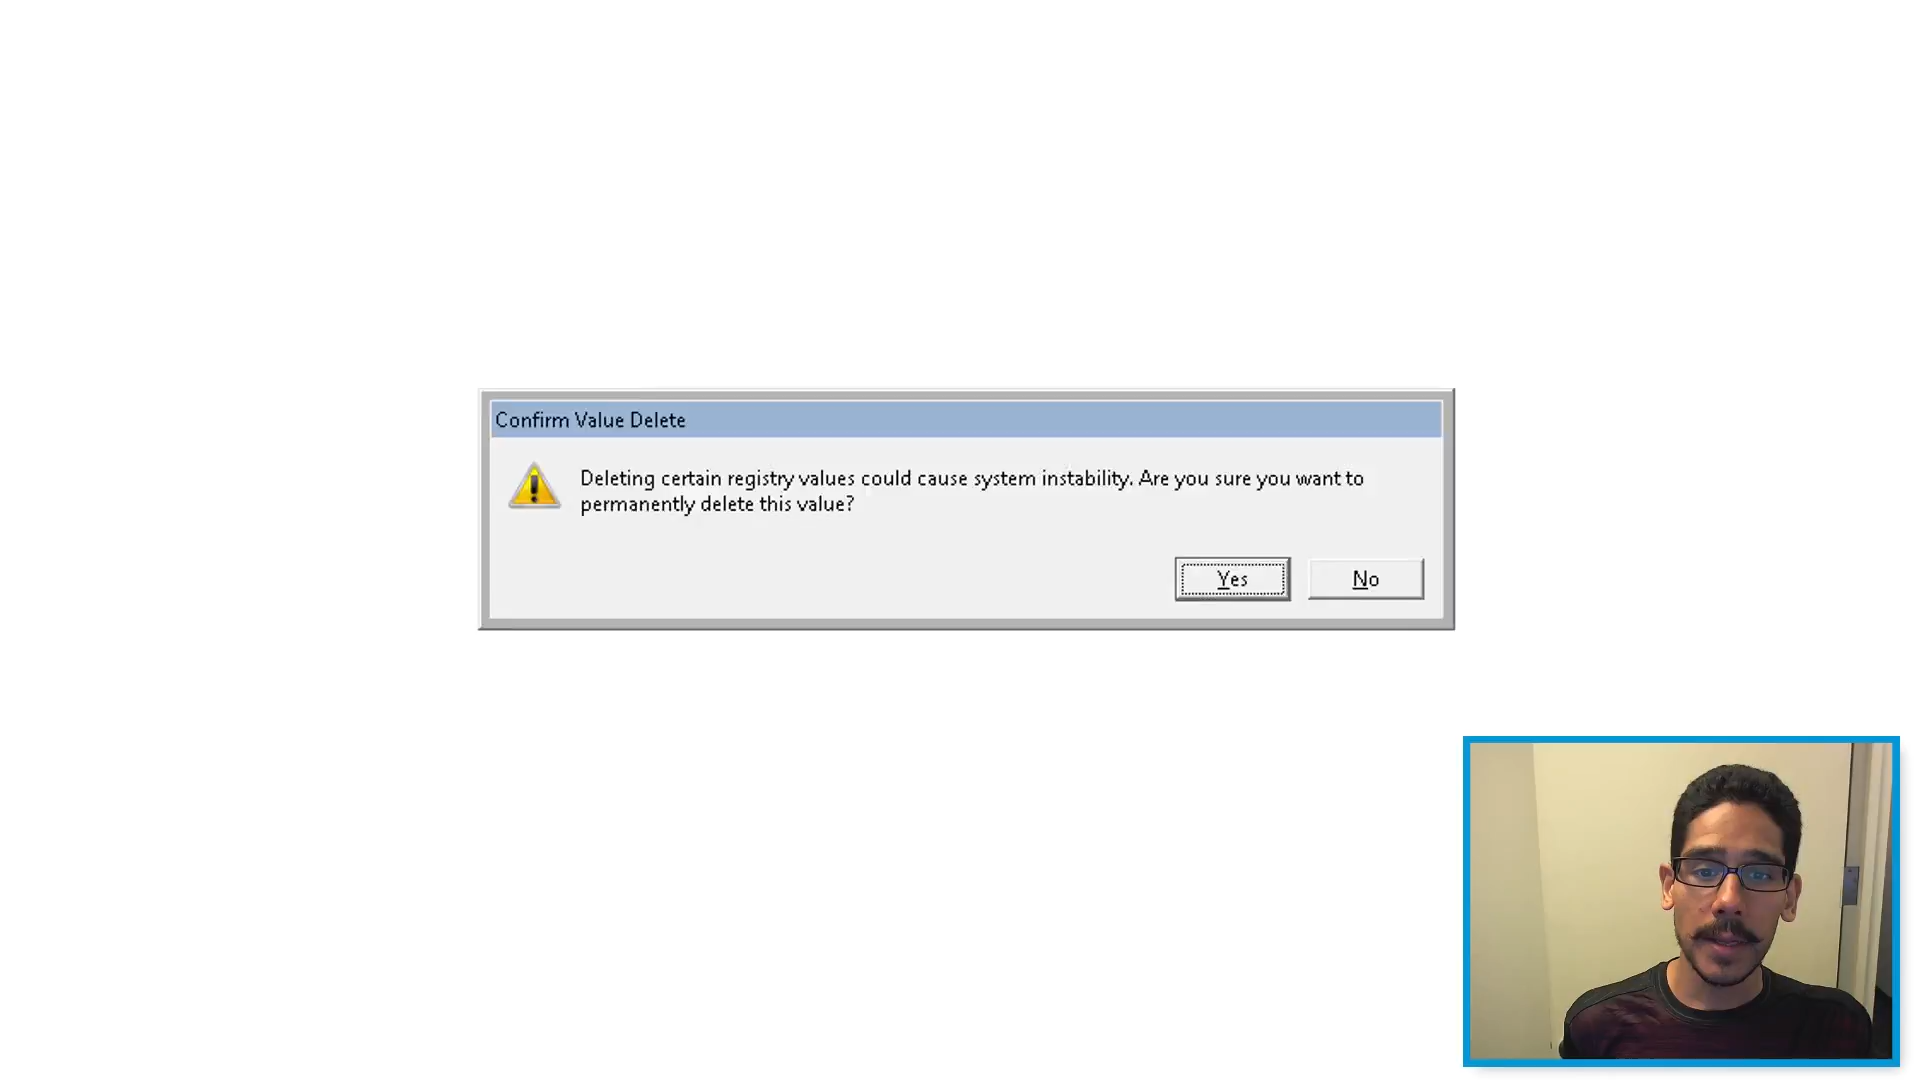 Confirm Value Delete
Deleting certain registry values could cause system instability. Are you sure you want to
permanently delete this value?
Yes
No